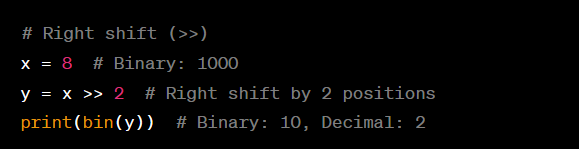 # Right shift (>>)
x = 8  # Binary: 1000
y = x >> 2  # Right shift by 2 positions
print(bin(y))  # Binary: 10, Decimal: 2